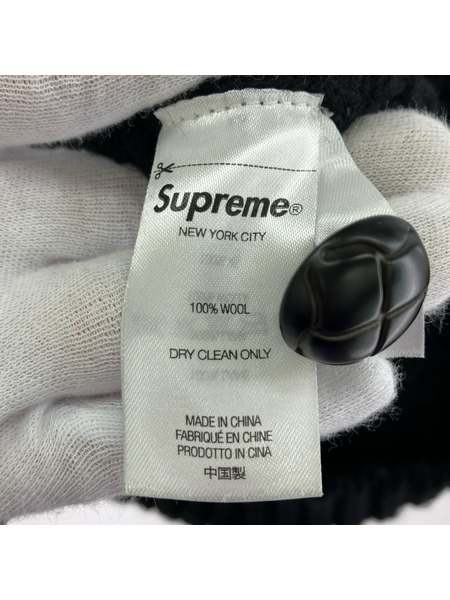 Supreme®
NEW YORK CITY
100% WOOL
DRY CLEAN ONLY
MADE IN CHINA
FABRIQUÉ EN CHINE
PRODOTTO IN CINA
中国製